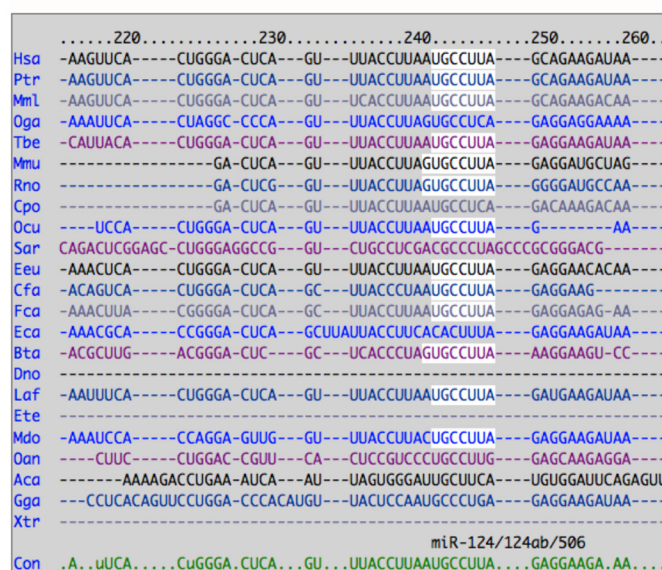 ......220...........230...........240...........250.......260..
Hsa -AAGUUCA-----CUGGGA-CUCA---GU---UUACCUUAAUGCCUUA----GCAGAAGAUAA---
Ptr -AAGUUCA-----CUGGGA-CUCA---GU---UUACCUUAAUGCCUUA----GCAGAAGAUAA---
Mml -AAGUUCA-----CUGGGA-CUCA---GU---UCACCUUAAUGCCUUA----GCAGAAGACAA---
Oga -AAAUUCA-----CUAGGC-CCCA---GU---UUACCUUAGUGCCUCA----GAGGAGGAAAA---
Tbe -CAUUACA-----CUGGGA-CUCA---GU---UUACCUUAAUGCCUUA----GAGGAAGAUAA---
Mmu -----------------GA-CUCA---GU---UUACCUUAGUGCCUUA----GAGGAUGCUAG---
Rno -----------------GA-CUCG---GU---UUACCUUAGUGCCUUA----GGGGAUGCCAA---
Cpo -----------------GA-CUCA---GU---UUACCUUAAUGCCUCA----GACAAAGACAA---
Ocu ----UCCA-----CUGGGA-CUCA---GU---UUACCUUAAUGCCUUA----G--------AA---
Sar CAGACUCGGAGC-CUGGGAGGCCG---GU---CUGCCUCGACGCCCUAGCCCGCGGGACG------
Eeu -AAACUCA-----CUGGGA-CUCA---GU---UUACCUUAAUGCCUUA----GAGGAACACAA---
Cfa -ACAGUCA-----CUGGGA-CUCA---GC---UUACCCUAAUGCCUUA----GAGGAAG-------
Fca -AAACUUA-----CGGGGA-CUCA---GC---UUACCUUAAUGCCUUA----GAGGAGAG-AA---
Eca -AAACGCA-----CCGGGA-CUCA---GCUUAUUACCUUCACACUUUA----GAGGAAGAUAA---
Bta -ACGCUUG-----ACGGGA-CUC----GC---UCACCCUAGUGCCUUA----AAGGAAGU-CC---
Dno ------------------------------------------------------------------
Laf -AAUUUCA-----CUGGGA-CUCA---GU---UUACCUUAAUGCCUUA----GAUGAAGAUAA---
Ete ------------------------------------------------------------------
Mdo -AAAUCCA-----CCAGGA-GUUG---GU---UUACCUUACUGCCUUA----GAGGAAGAUAA---
Oan ----CUUC-----CUGGAC-CGUU---CA---CUCCGUCCCUGCCUUG----GAGCAAGAGGA---
Aca -------AAAAGACCUGAA-AUCA---AU---UAGUGGGAUUGCUUCA----UGUGGAUUCAGAGUU
Gga ---CCUCACAGUUCCUGGA-CCCACAUGU---UACUCCAAUGCCCUGA----GAGGAAGAUAA---
Xtr ------------------------------------------------------------------
miR-124/124ab/506
Con .A..uUCA.....CuGGGA.CUCA...GU...UUACCUUAAUGCCUUA....GAGGAAGA.AA...